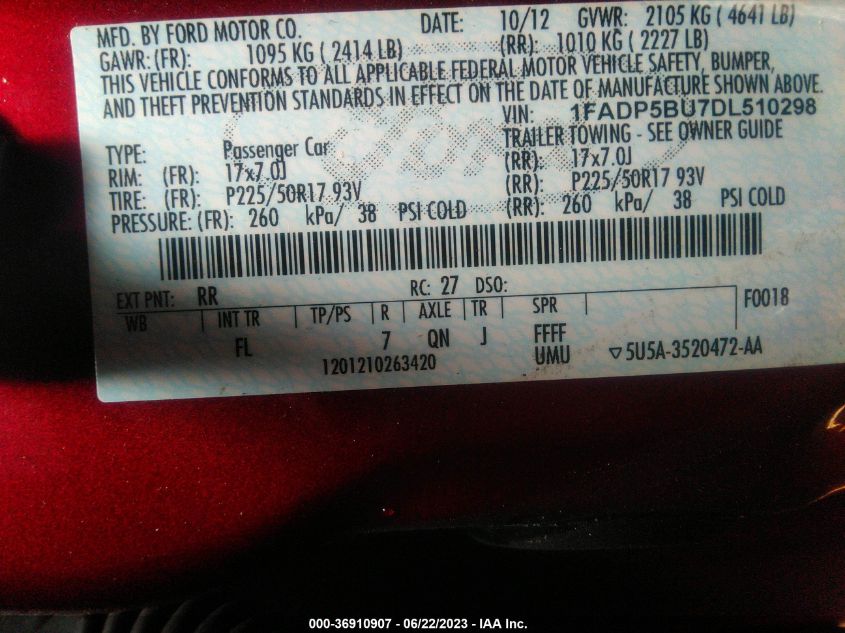 MFD. BY FORD MOTOR CO. DATE: 10/12 GVWR: 2105 KG ( 4641 LB)
GAWR: (FR): 1095 KG ( 2414 LB) (RR): 1010 KG ( 2227 LB)
THIS VEHICLE CONFORMS TO ALL APPLICABLE FEDERAL MOTOR VEHICLE SAFETY, BUMPER,
AND THEFT PREVENTION STANDARDS IN EFFECT ON THE DATE OF MANUFACTURE SHOWN ABOVE.
VIN: 1FADP5BU7DL510298
TYPE: Passenger Car TRAILER TOWING - SEE OWNER GUIDE
RIM: (FR): 17x7.0J (RR): 17x7.0J
TIRE: (FR): P225/50R17 93V (RR): P225/50R17 93V
PRESSURE: (FR): 260 kPa/ 38 PSI COLD (RR): 260 kPa/ 38 PSI COLD
EXT PNT: RR RC: 27 DSO: F0018
WB INT TR TP/PS R AXLE TR SPR
FL 7 QN J FFFF
1201210263420 UMU ▽5U5A-3520472-AA
Ford
000-36910907 - 06/22/2023 - IAA Inc.